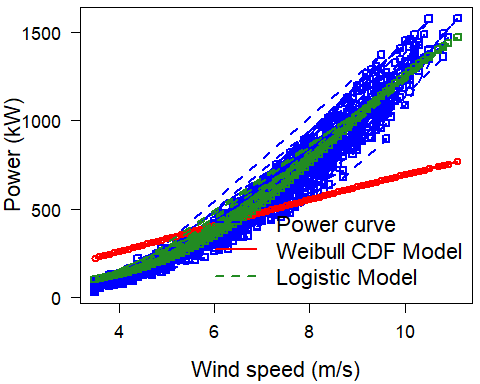 1500
1000
500
0
Power (kW)
Power curve
Weibull CDF Model
Logistic Model
4 6 8 10
Wind speed (m/s)